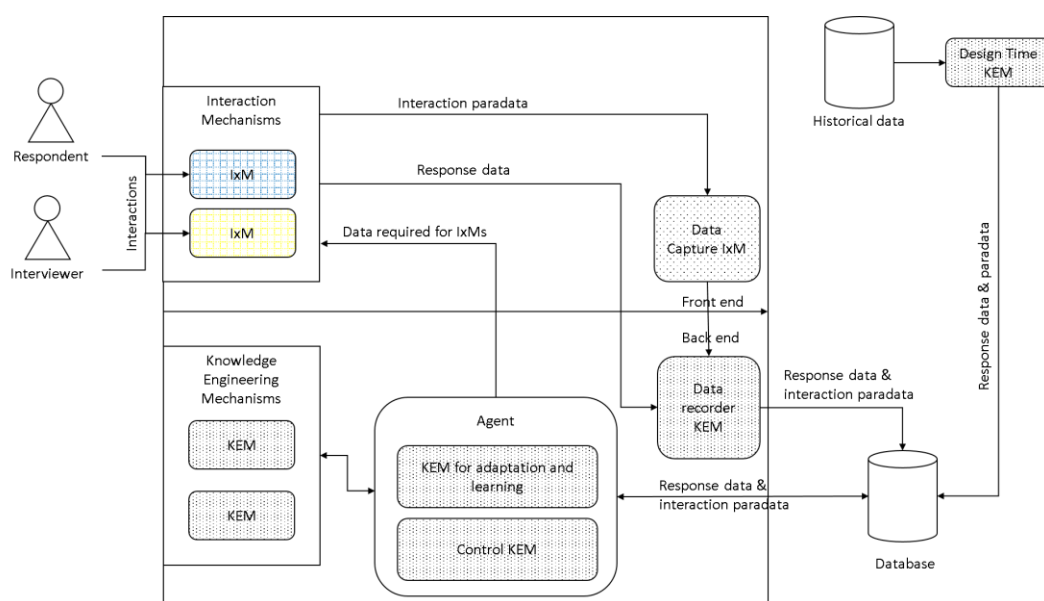 Interaction
Mechanisms
IxM
IxM
Respondent
Interviewer
Interactions
Interaction paradata
Response data
Data required for IxMs
Data
Capture IxM
Front end
Back end
Historical data
Design Time
KEM
Response data & paradata
Knowledge
Engineering
Mechanisms
KEM
KEM
Agent
KEM for adaptation and
learning
Control KEM
Data
recorder
KEM
Response data &
interaction paradata
Response data &
interaction paradata
Database